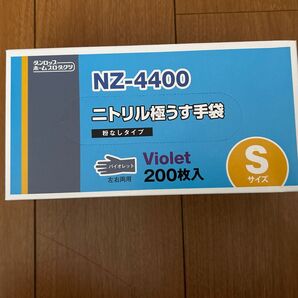 ダンロップ
ホームプロダクツ
NZ-4400
ニトリル極うす手袋
粉なしタイプ
バイオレット
左右両用
Violet
200枚入
S
サイズ